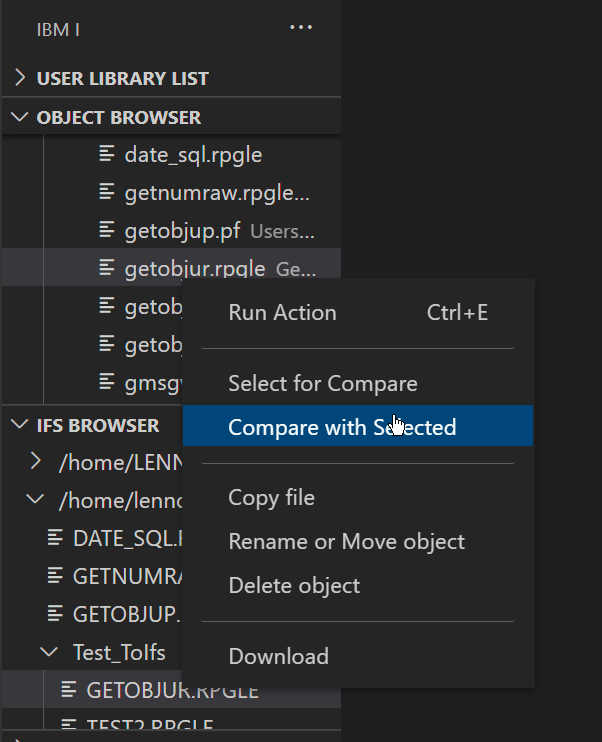 IBM I
USER LIBRARY LIST
OBJECT BROWSER
date_sql.rpgle
getnumraw.rpgle...
getobjup.pf Users...
getobjur.rpgle Ge...
getob
getob
gmsg
Run Action Ctrl+E
Select for Compare
Compare with Selected
Copy file
Rename or Move object
Delete object
Download
IFS BROWSER
/home/LENN
/home/lenno
DATE_SQL.
GETNUMRA
GETOBJUP.
Test_ToIfs
GETOBJUR.RPGLE
TEST2.RPGLE